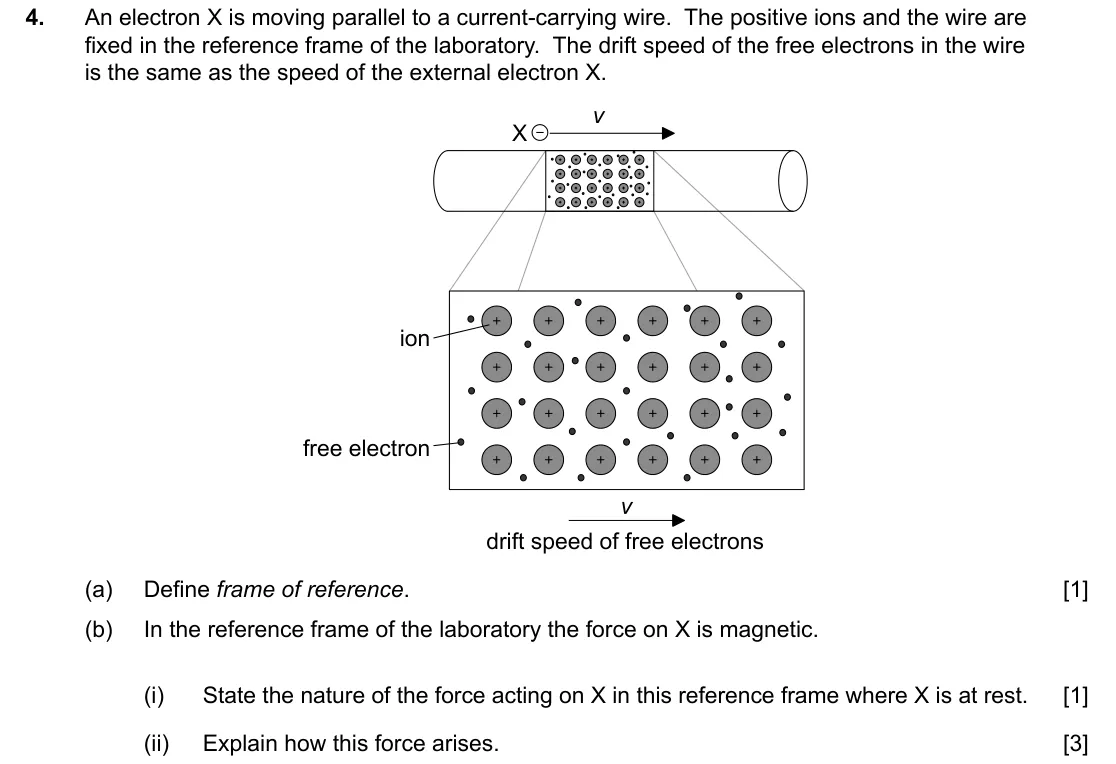 4. An electron X is moving parallel to a current-carrying wire. The positive ions and the wire are
fixed in the reference frame of the laboratory. The drift speed of the free electrons in the wire
is the same as the speed of the external electron X.
v
X −
ion
+ + + + + +
+ + + + + +
+ + + + + +
free electron
+ + + + + +
v
drift speed of free electrons
(a) Define frame of reference. [1]
(b) In the reference frame of the laboratory the force on X is magnetic.
(i) State the nature of the force acting on X in this reference frame where X is at rest. [1]
(ii) Explain how this force arises. [3]